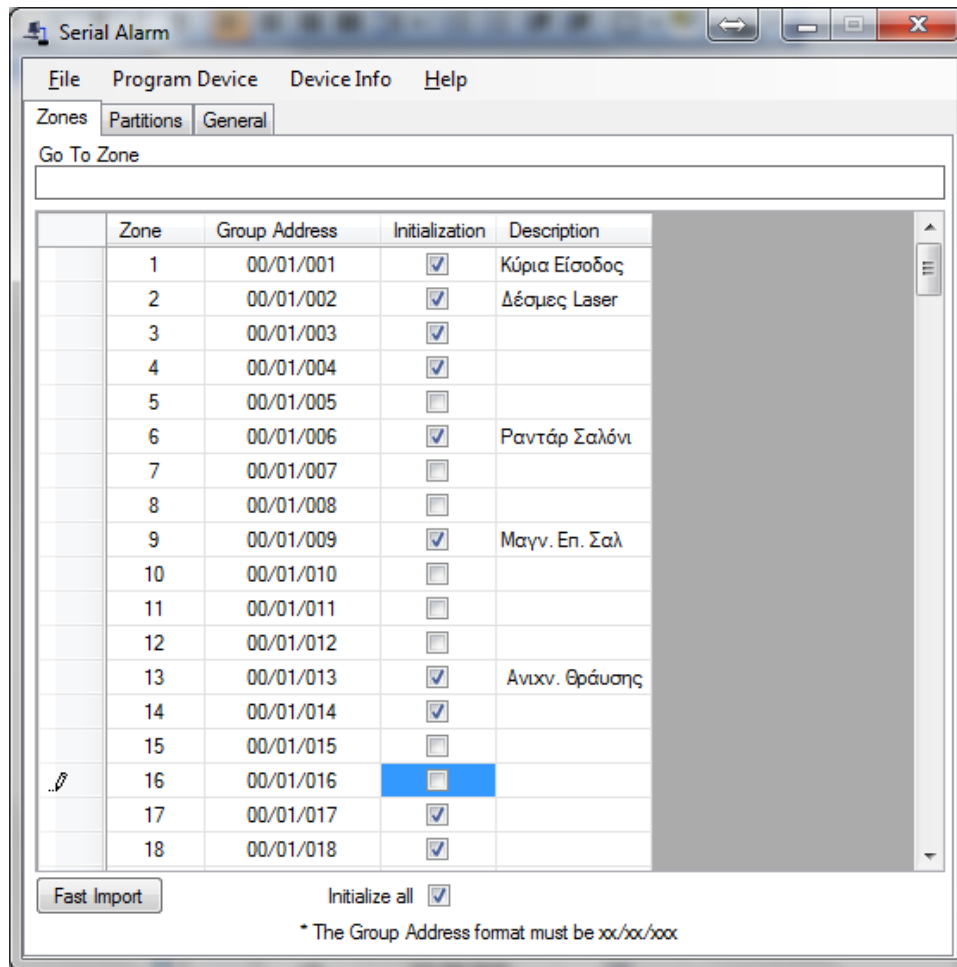 Serial Alarm
File Program Device Device Info Help
Zones Partitions General
Go To Zone
Zone Group Address Initialization Description
1 00/01/001 Κύρια Είσοδος
2 00/01/002 Δέσμες Laser
3 00/01/003
4 00/01/004
5 00/01/005
6 00/01/006 Ραντάρ Σαλόνι
7 00/01/007
8 00/01/008
9 00/01/009 Μαγν. Επ. Σαλ
10 00/01/010
11 00/01/011
12 00/01/012
13 00/01/013 Ανιχν. Θράυσης
14 00/01/014
15 00/01/015
16 00/01/016
17 00/01/017
18 00/01/018
Fast Import Initialize all
* The Group Address format must be xx/xx/xxx